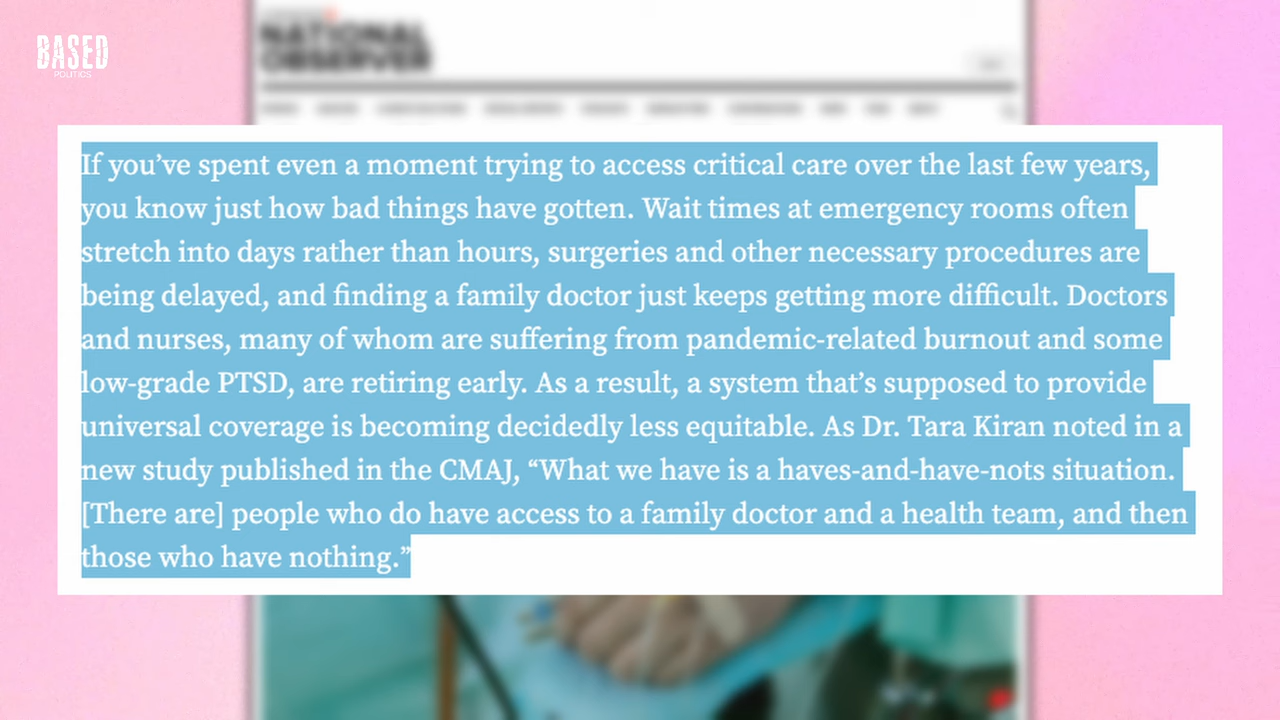 BASED
POLITICS
NATIONAL
OBSERVER
If you’ve spent even a moment trying to access critical care over the last few years,
you know just how bad things have gotten. Wait times at emergency rooms often
stretch into days rather than hours, surgeries and other necessary procedures are
being delayed, and finding a family doctor just keeps getting more difficult. Doctors
and nurses, many of whom are suffering from pandemic-related burnout and some
low-grade PTSD, are retiring early. As a result, a system that’s supposed to provide
universal coverage is becoming decidedly less equitable. As Dr. Tara Kiran noted in a
new study published in the CMAJ, “What we have is a haves-and-have-nots situation.
[There are] people who do have access to a family doctor and a health team, and then
those who have nothing.”